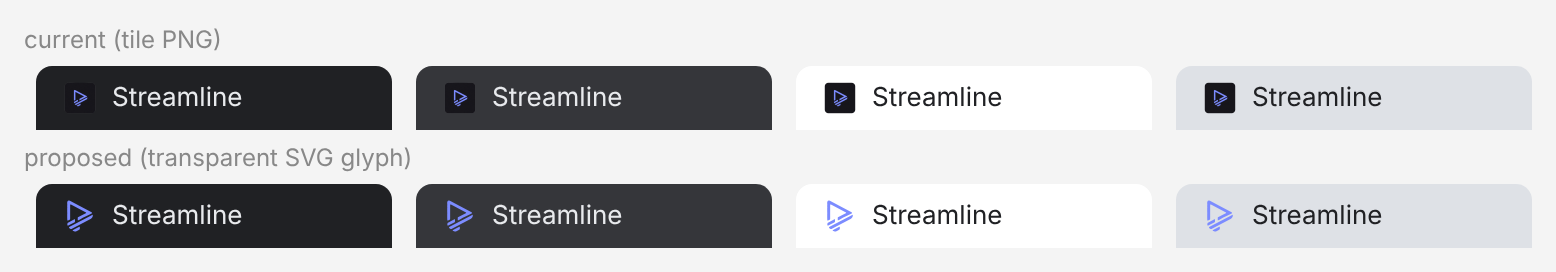 current (tile PNG)
Streamline Streamline Streamline Streamline
proposed (transparent SVG glyph)
Streamline Streamline Streamline Streamline